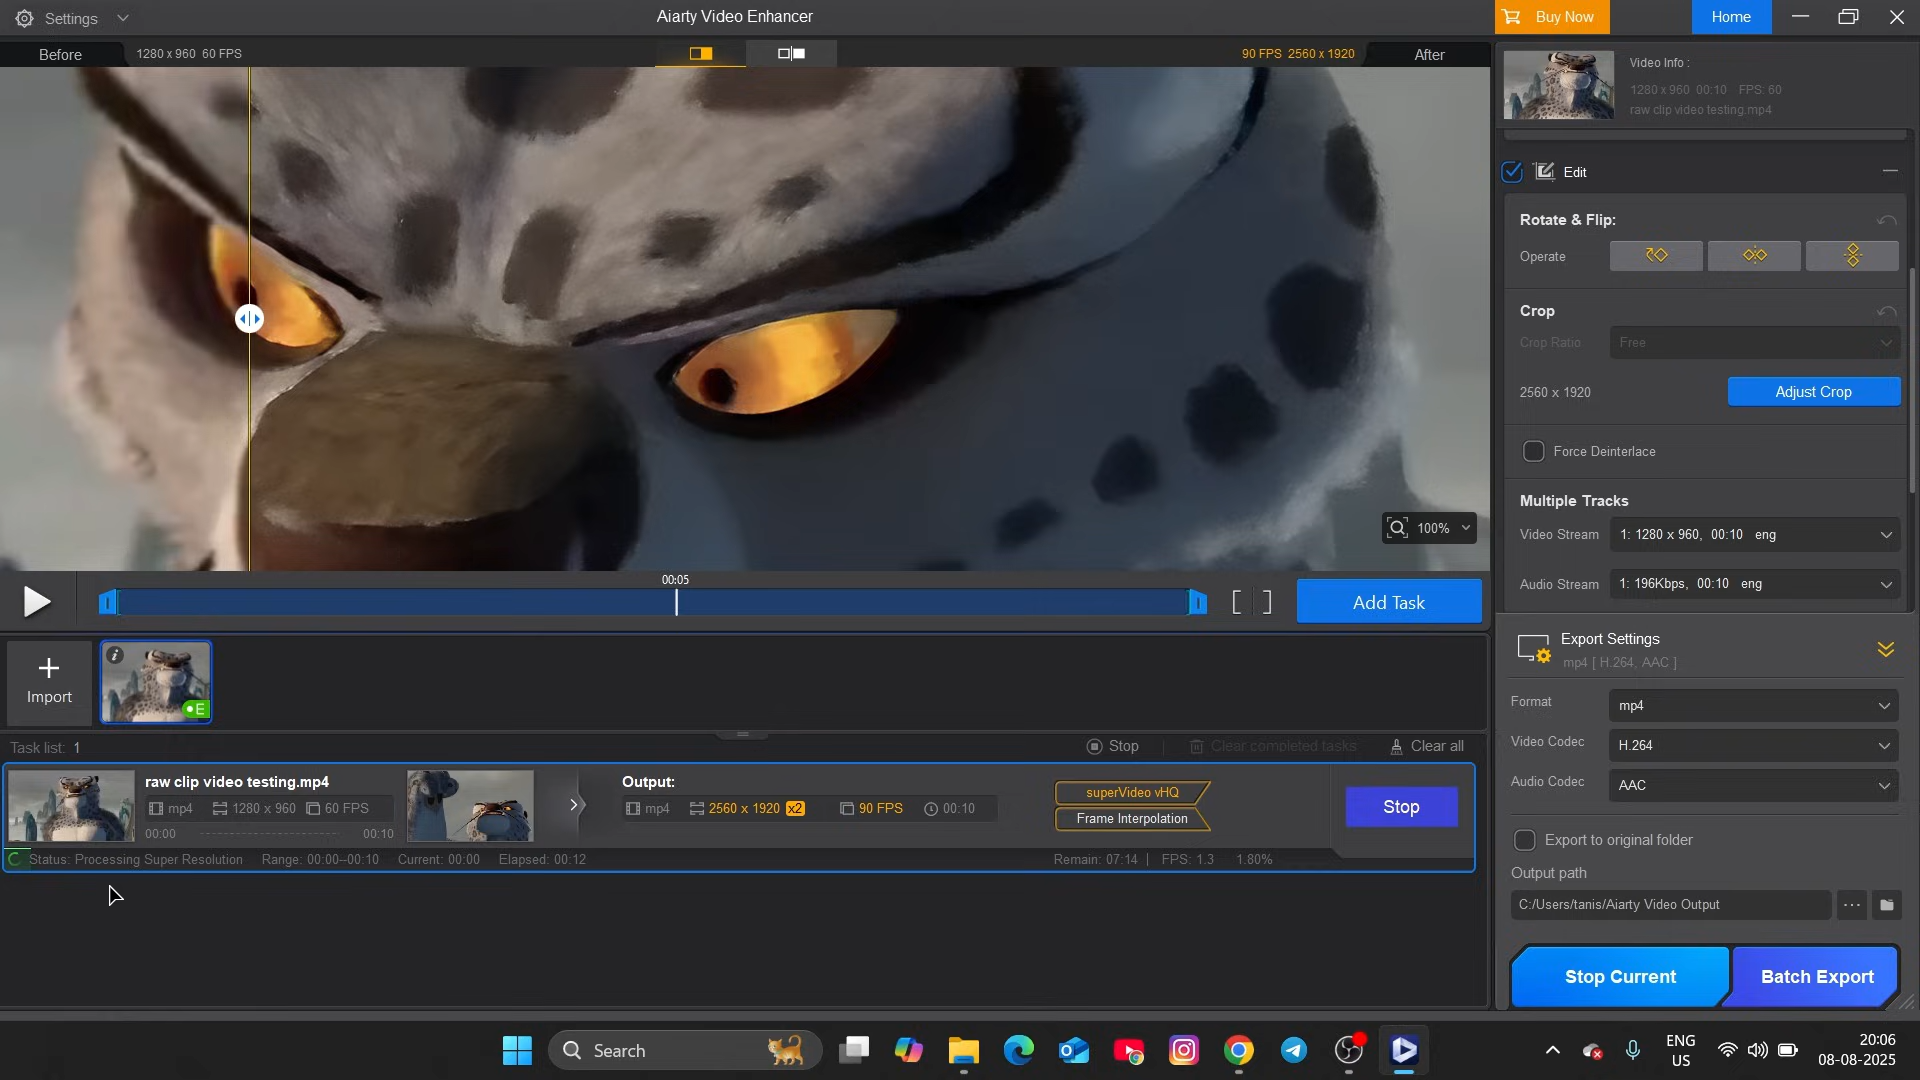 Settings
Aiarty Video Enhancer
Buy Now
Home
Before
1280 x 960 60 FPS
90 FPS 2560 x 1920
After
Video Info :
1280 x 960 00:10 FPS: 60
raw clip video testing.mp4
Edit
Rotate & Flip:
Operate
Crop
Crop Ratio
Free
2560 x 1920
Adjust Crop
Force Deinterlace
Multiple Tracks
Video Stream
1: 1280 x 960, 00:10 eng
Audio Stream
1: 196Kbps, 00:10 eng
100%
00:05
Add Task
Import
E
Task list: 1
Stop
Clear completed tasks
Clear all
raw clip video testing.mp4
mp4 1280 x 960 60 FPS
00:00 00:10
Output:
mp4 2560 x 1920 x2 90 FPS 00:10
superVideo vHQ
Frame Interpolation
Stop
Status: Processing Super Resolution Range: 00:00--00:10 Current: 00:00 Elapsed: 00:12
Remain: 07:14 | FPS: 1.3 1.80%
Export Settings
mp4 [ H.264, AAC ]
Format
mp4
Video Codec
H.264
Audio Codec
AAC
Export to original folder
Output path
C:/Users/tanis/Aiarty Video Output
...
Stop Current
Batch Export
Search
ENG
US
20:06
08-08-2025